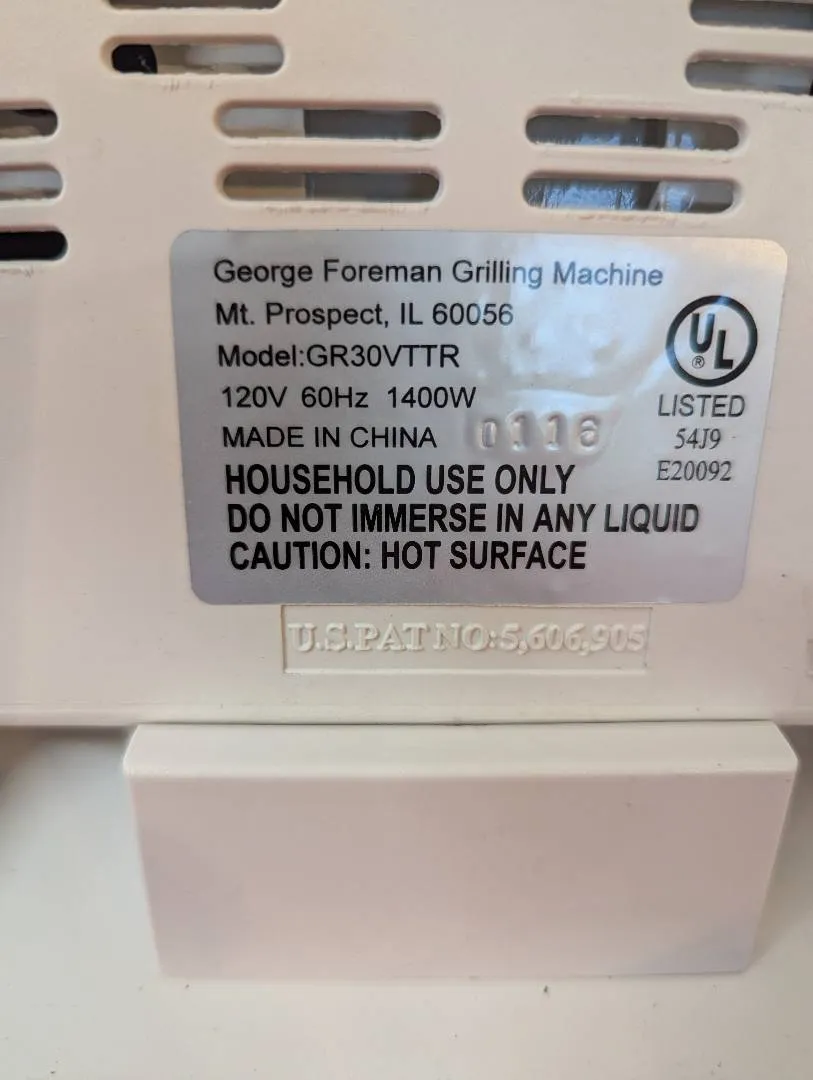 George Foreman Grilling Machine
Mt. Prospect, IL 60056
Model:GR30VTTR
120V 60Hz 1400W
MADE IN CHINA 0116
HOUSEHOLD USE ONLY
DO NOT IMMERSE IN ANY LIQUID
CAUTION: HOT SURFACE
UL ®
LISTED
54J9
E20092
U.S.PAT NO:5,606,905